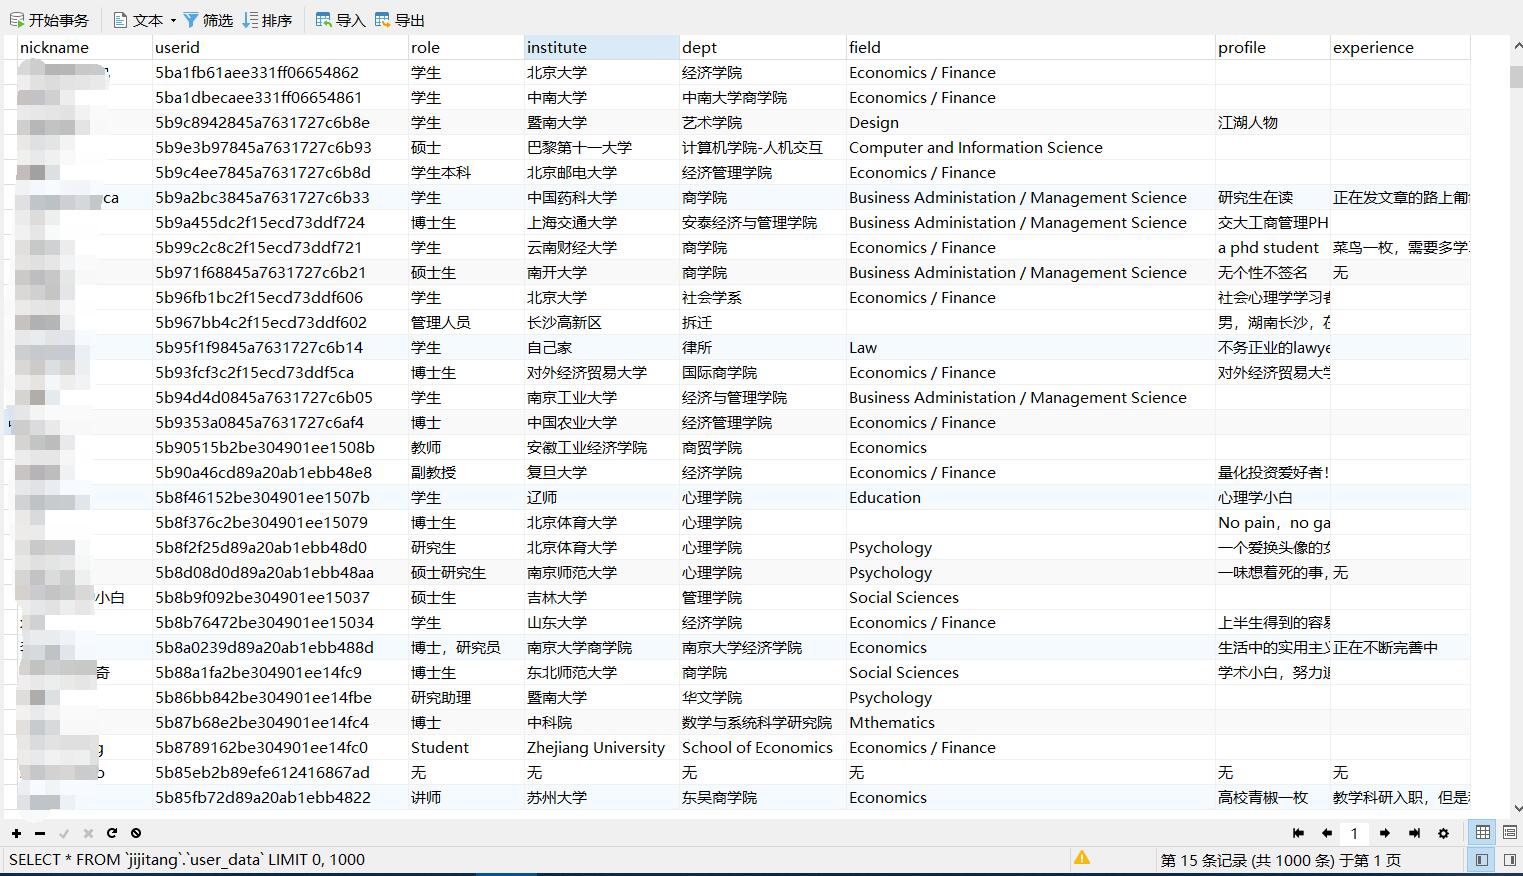 开始事务 文本 筛选 排序 导入 导出
nickname userid role institute dept field profile experience
5ba1fb61aee331ff06654862 学生 北京大学 经济学院 Economics / Finance
5ba1dbecaee331ff06654861 学生 中南大学 中南大学商学院 Economics / Finance
5b9c8942845a7631727c6b8e 学生 暨南大学 艺术学院 Design 江湖人物
5b9e3b97845a7631727c6b93 硕士 巴黎第十一大学 计算机学院-人机交互 Computer and Information Science
5b9c4ee7845a7631727c6b8d 学生本科 北京邮电大学 经济管理学院 Economics / Finance
ca 5b9a2bc3845a7631727c6b33 学生 中国药科大学 商学院 Business Administation / Management Science 研究生在读 正在发文章的路上匍
5b9a455dc2f15ecd73ddf724 博士生 上海交通大学 安泰经济与管理学院 Business Administation / Management Science 交大工商管理PH
5b99c2c8c2f15ecd73ddf721 学生 云南财经大学 商学院 Economics / Finance a phd student 菜鸟一枚，需要多学
5b971f68845a7631727c6b21 硕士生 南开大学 商学院 Business Administation / Management Science 无个性不签名 无
5b96fb1bc2f15ecd73ddf606 学生 北京大学 社会学系 Economics / Finance 社会心理学学习者
5b967bb4c2f15ecd73ddf602 管理人员 长沙高新区 拆迁 男，湖南长沙，在
5b95f1f9845a7631727c6b14 学生 自己家 律所 Law 不务正业的lawye
5b93fcf3c2f15ecd73ddf5ca 博士生 对外经济贸易大学 国际商学院 Economics / Finance 对外经济贸易大学
5b94d4d0845a7631727c6b05 学生 南京工业大学 经济与管理学院 Business Administation / Management Science
5b9353a0845a7631727c6af4 博士 中国农业大学 经济管理学院 Economics / Finance
5b90515b2be304901ee1508b 教师 安徽工业经济学院 商贸学院 Economics
5b90a46cd89a20ab1ebb48e8 副教授 复旦大学 经济学院 Economics / Finance 量化投资爱好者!
5b8f46152be304901ee1507b 学生 辽师 心理学院 Education 心理学小白
5b8f376c2be304901ee15079 博士生 北京体育大学 心理学院 No pain，no ga
5b8f2f25d89a20ab1ebb48d0 研究生 北京体育大学 心理学院 Psychology 一个爱换头像的女
5b8d08d0d89a20ab1ebb48aa 硕士研究生 南京师范大学 心理学院 Psychology 一味想着死的事， 无
小白 5b8b9f092be304901ee15037 硕士生 吉林大学 管理学院 Social Sciences
5b8b76472be304901ee15034 学生 山东大学 经济学院 Economics / Finance 上半生得到的容易
5b8a0239d89a20ab1ebb488d 博士，研究员 南京大学商学院 南京大学经济学院 Economics 生活中的实用主义 正在不断完善中
奇 5b88a1fa2be304901ee14fc9 博士生 东北师范大学 商学院 Social Sciences 学术小白，努力追
5b86bb842be304901ee14fbe 研究助理 暨南大学 华文学院 Psychology
5b87b68e2be304901ee14fc4 博士 中科院 数学与系统科学研究院 Mthematics
g 5b8789162be304901ee14fc0 Student Zhejiang University School of Economics Economics / Finance
o 5b85eb2b89efe612416867ad 无 无 无 无 无 无
5b85fb72d89a20ab1ebb4822 讲师 苏州大学 东吴商学院 Economics 高校青椒一枚 教学科研入职，但是
1
SELECT * FROM `jijitang`.`user_data` LIMIT 0, 1000 第 15 条记录 (共 1000 条) 于第 1 页